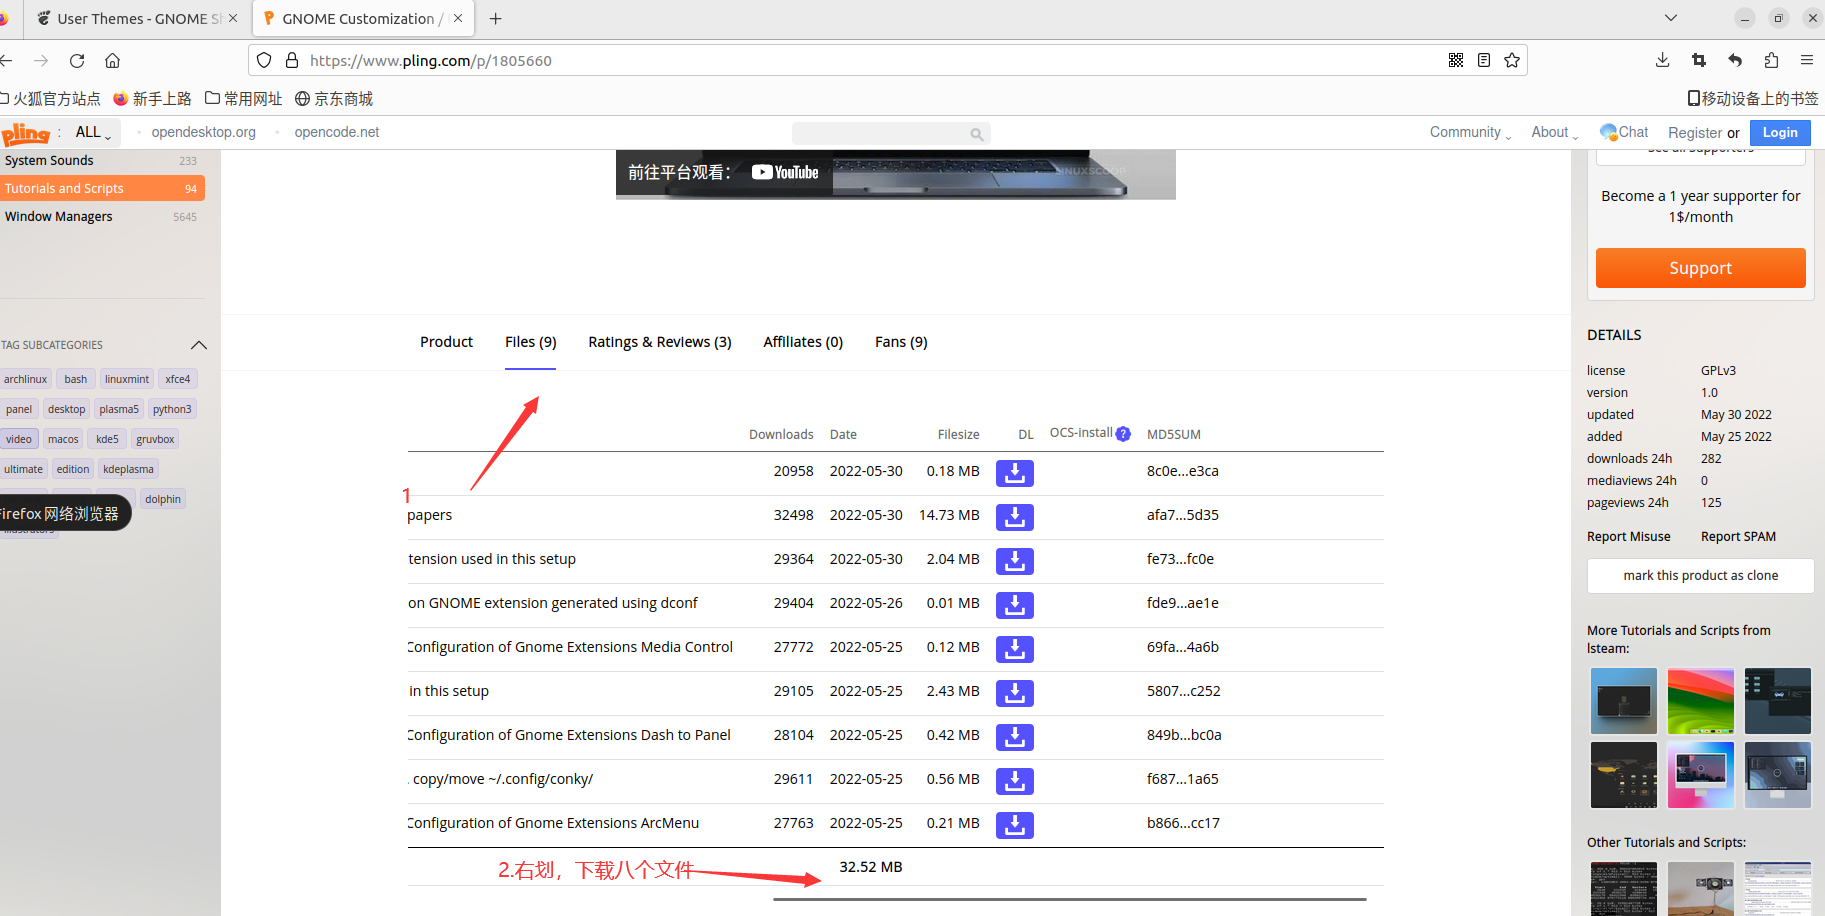 User Themes - GNOME S
GNOME Customization /
https://www.pling.com/p/1805660
火狐官方站点 新手上路 常用网址 京东商城 移动设备上的书签
pling : ALL opendesktop.org opencode.net Community About Chat Register or Login
System Sounds 233
Tutorials and Scripts 94
Window Managers 5645
TAG SUBCATEGORIES
archlinux bash linuxmint xfce4
panel desktop plasma5 python3
video macos kde5 gruvbox
ultimate edition kdeplasma
dolphin
Firefox 网络浏览器
illustrators
前往平台观看： YouTube
LINUXSCOOP
Product Files (9) Ratings & Reviews (3) Affiliates (0) Fans (9)
Downloads Date Filesize DL OCS-install ? MD5SUM
20958 2022-05-30 0.18 MB 8c0e...e3ca
1
papers 32498 2022-05-30 14.73 MB afa7...5d35
tension used in this setup 29364 2022-05-30 2.04 MB fe73...fc0e
on GNOME extension generated using dconf 29404 2022-05-26 0.01 MB fde9...ae1e
Configuration of Gnome Extensions Media Control 27772 2022-05-25 0.12 MB 69fa...4a6b
in this setup 29105 2022-05-25 2.43 MB 5807...c252
Configuration of Gnome Extensions Dash to Panel 28104 2022-05-25 0.42 MB 849b...bc0a
. copy/move ~/.config/conky/ 29611 2022-05-25 0.56 MB f687...1a65
Configuration of Gnome Extensions ArcMenu 27763 2022-05-25 0.21 MB b866...cc17
2.右划，下载八个文件 32.52 MB
See all supporters
Become a 1 year supporter for
1$/month
Support
DETAILS
license GPLv3
version 1.0
updated May 30 2022
added May 25 2022
downloads 24h 282
mediaviews 24h 0
pageviews 24h 125
Report Misuse Report SPAM
mark this product as clone
More Tutorials and Scripts from
lsteam:
Other Tutorials and Scripts: